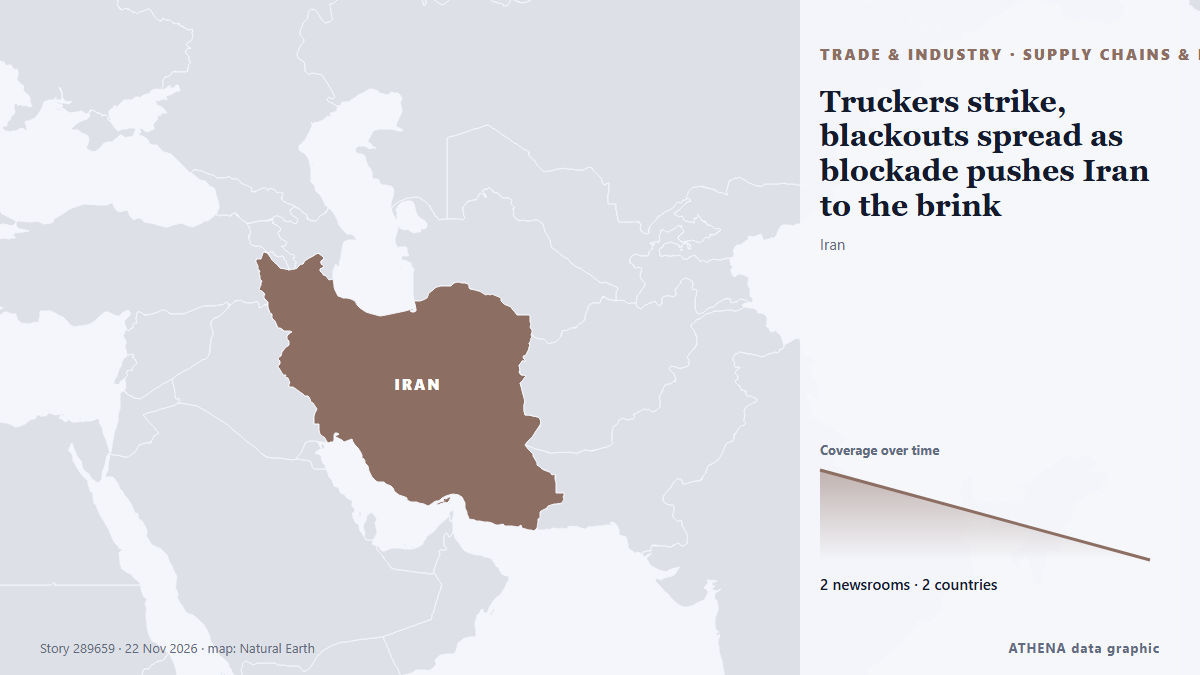 TRADE & INDUSTRY · SUPPLY CHAINS &
Truckers strike,
blackouts spread as
blockade pushes Iran
to the brink
Iran
IRAN
Coverage over time
2 newsrooms · 2 countries
Story 289659 · 22 Nov 2026 · map: Natural Earth
ATHENA data graphic